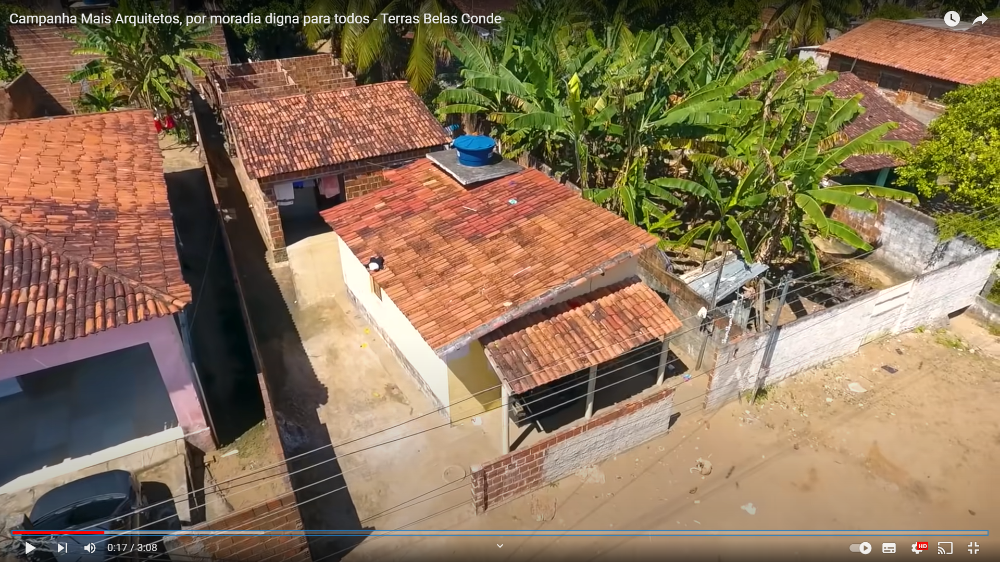 Campanha Mais Arquitetos, por moradia digna para todos - Terras Belas Conde
0:17 / 3:08
HD